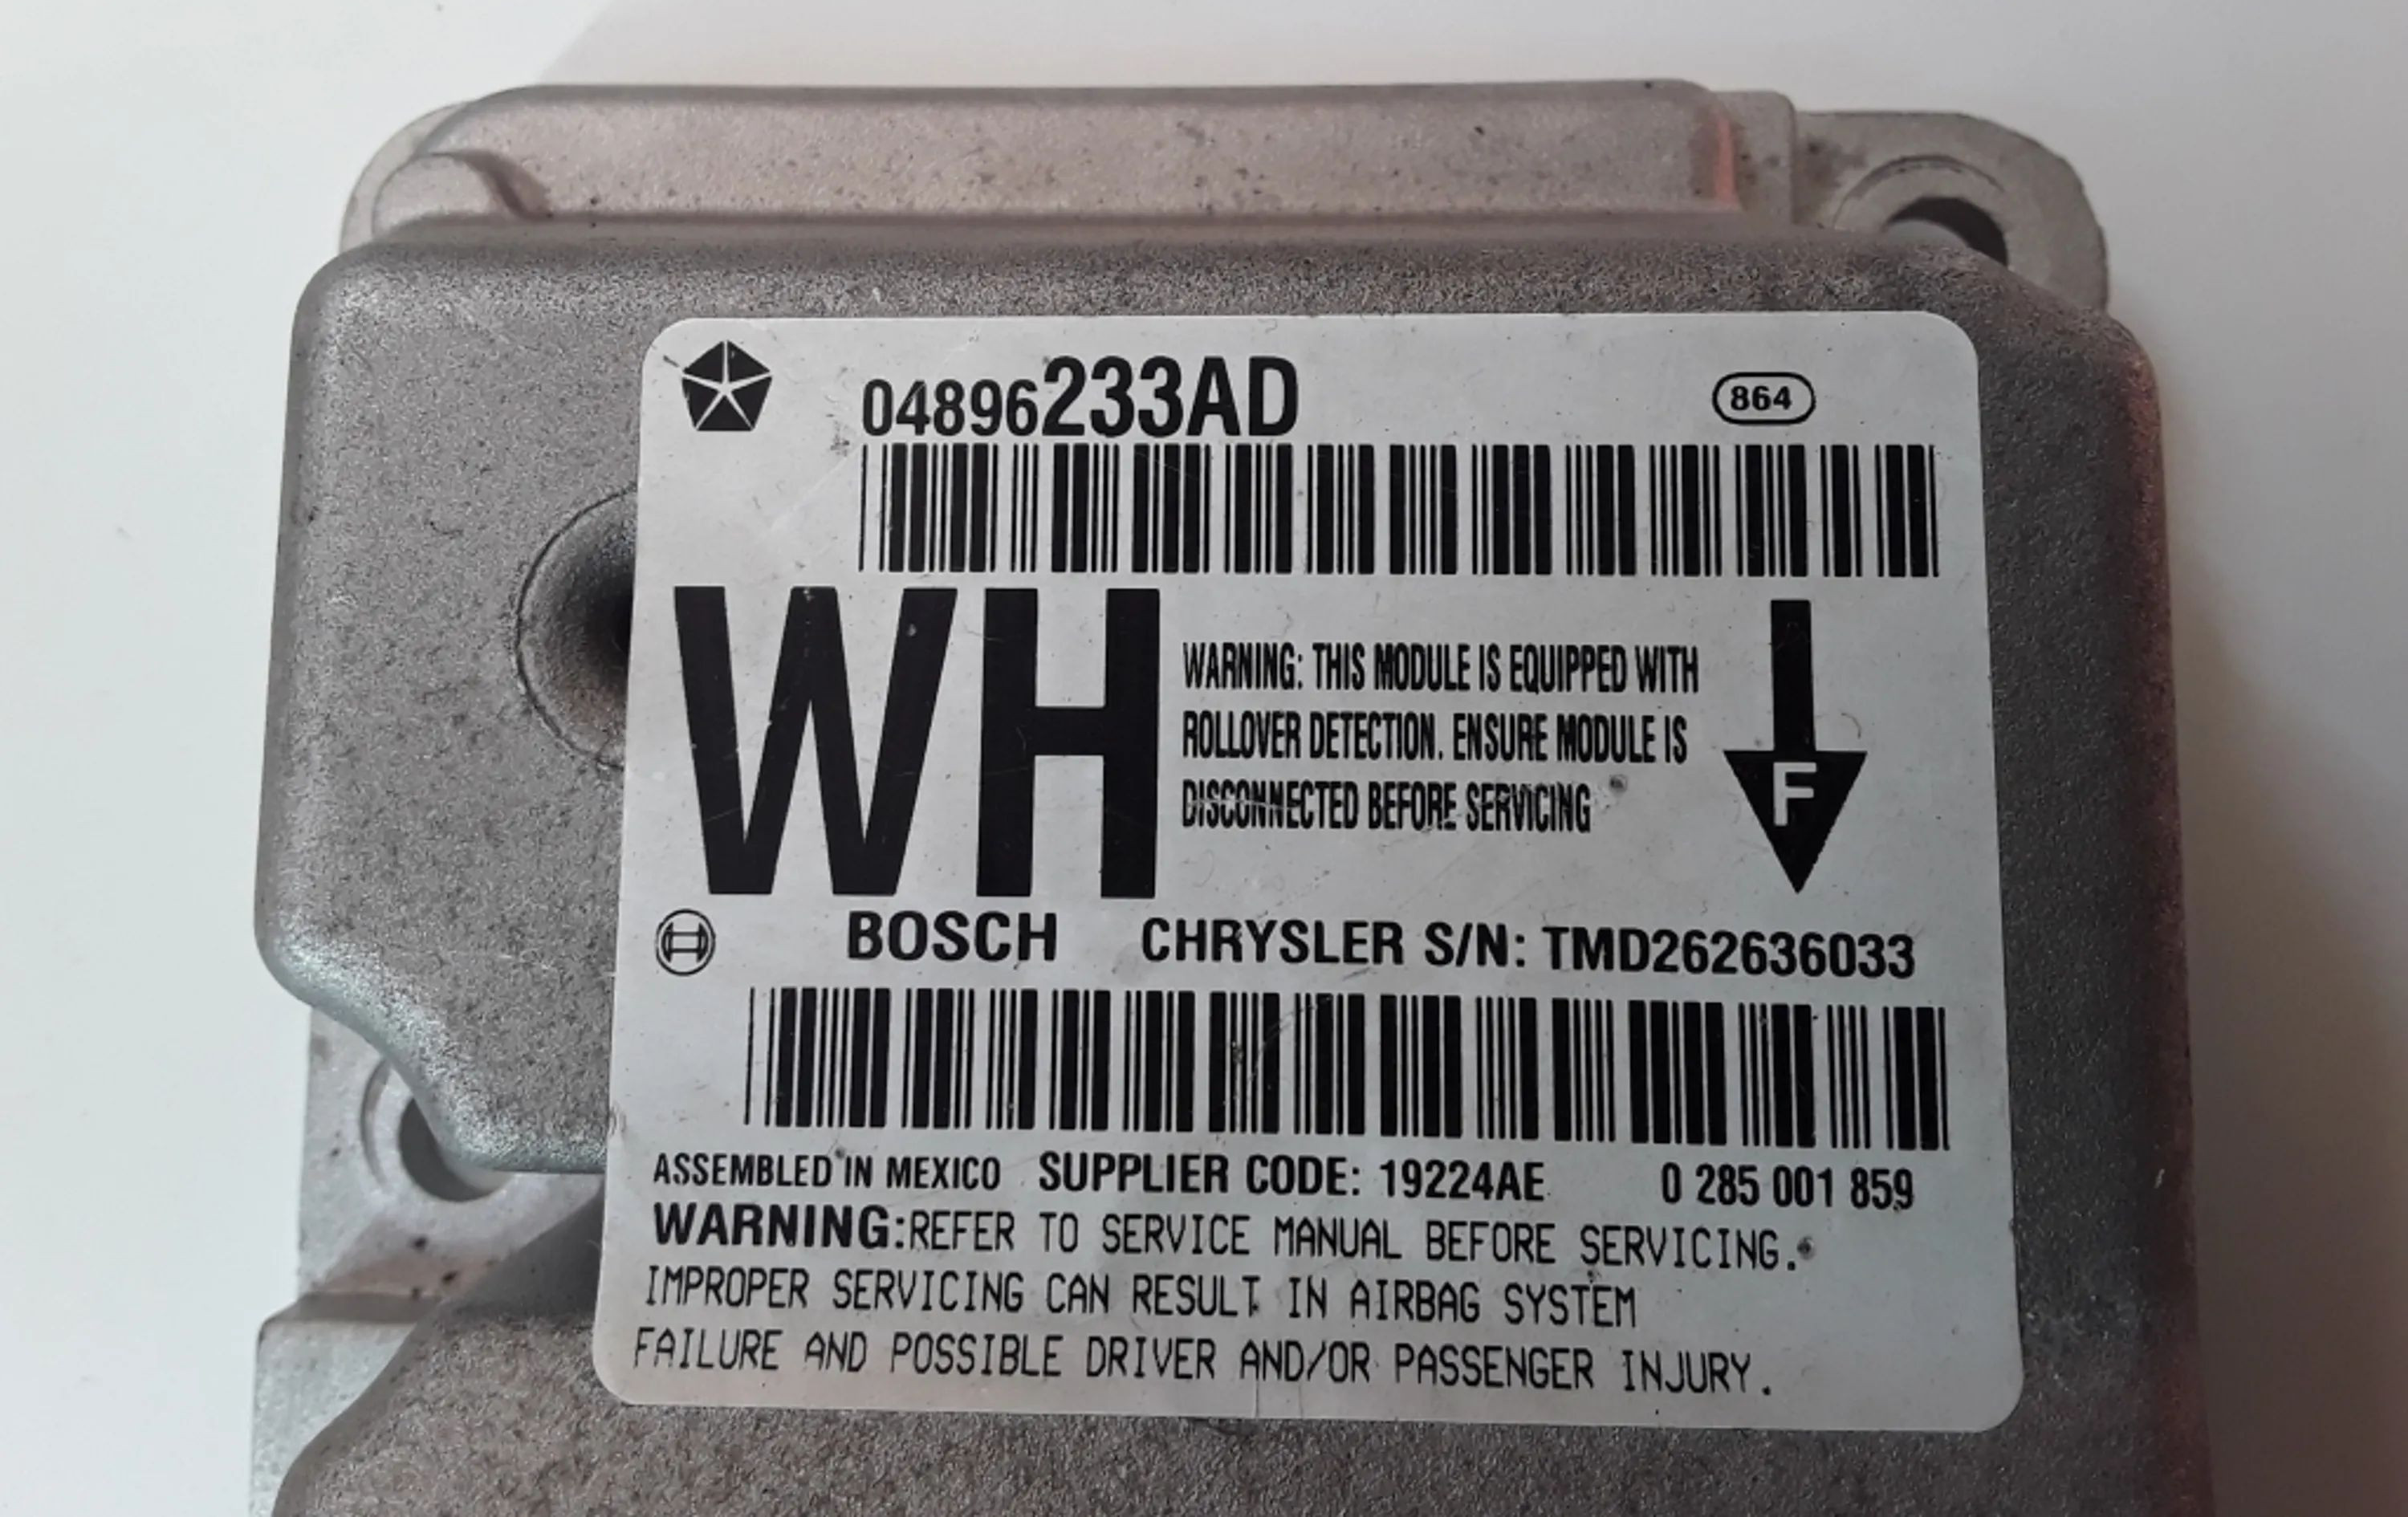 04896233AD
864
WH
WARNING: THIS MODULE IS EQUIPPED WITH
ROLLOVER DETECTION. ENSURE MODULE IS
DISCONNECTED BEFORE SERVICING
F
BOSCH CHRYSLER S/N: TMD262636033
ASSEMBLED IN MEXICO SUPPLIER CODE: 19224AE 0 285 001 859
WARNING:REFER TO SERVICE MANUAL BEFORE SERVICING.
IMPROPER SERVICING CAN RESULT IN AIRBAG SYSTEM
FAILURE AND POSSIBLE DRIVER AND/OR PASSENGER INJURY.